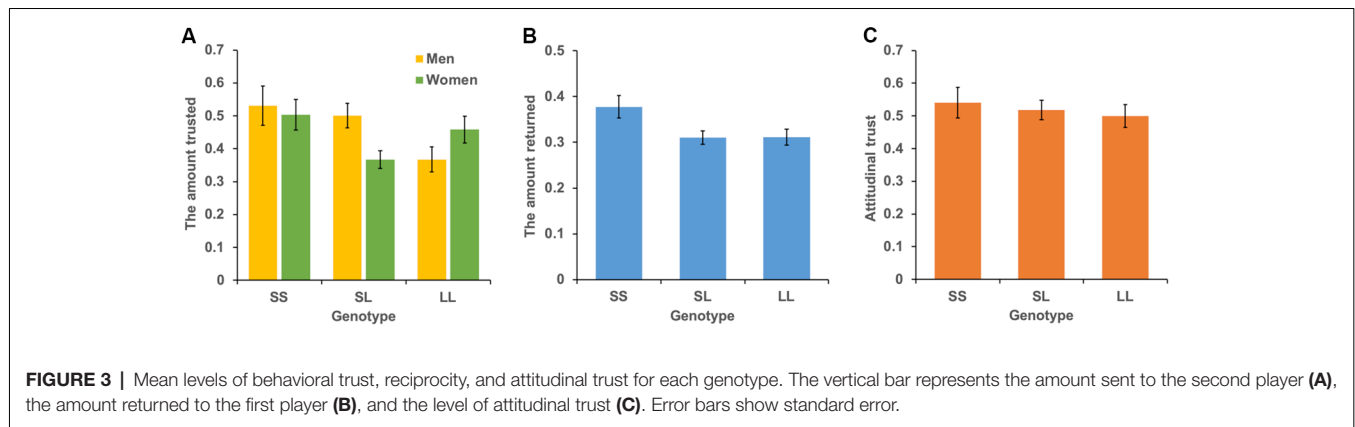 A
0.7
0.6
0.5
0.4
0.3
0.2
0.1
0
The amount trusted
Men
Women
SS SL LL
Genotype
B
0.5
0.4
0.3
0.2
0.1
0
The amount returned
SS SL LL
Genotype
C
0.7
0.6
0.5
0.4
0.3
0.2
0.1
0
Attitudinal trust
SS SL LL
Genotype
FIGURE 3 | Mean levels of behavioral trust, reciprocity, and attitudinal trust for each genotype. The vertical bar represents the amount sent to the second player (A),
the amount returned to the first player (B), and the level of attitudinal trust (C). Error bars show standard error.